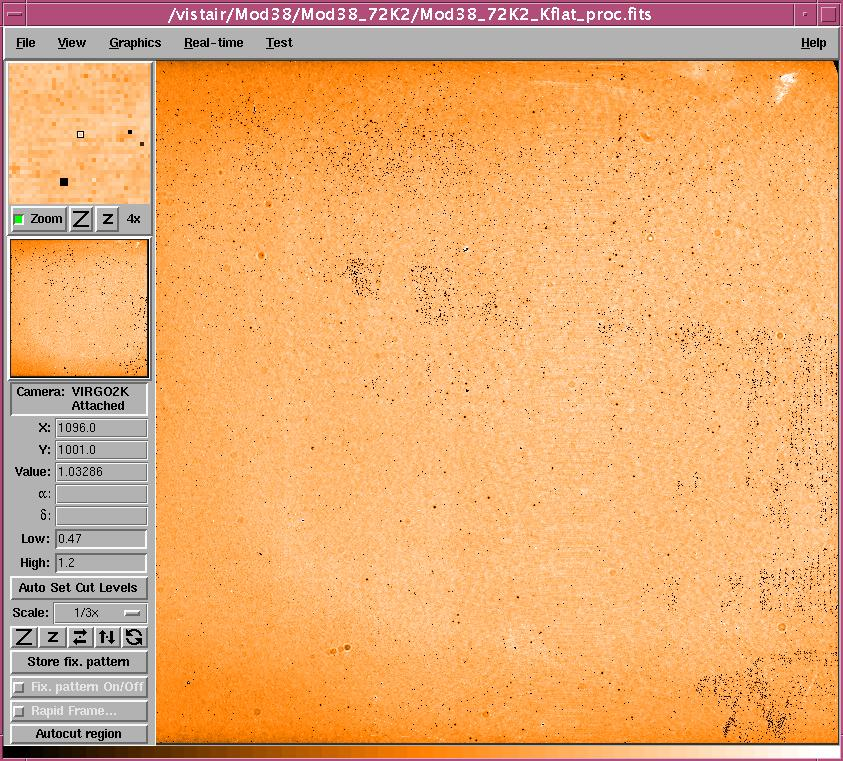 /vistair/Mod38/Mod38_72K2/Mod38_72K2_Kflat_proc.fits
File View Graphics Real-time Test Help
Zoom Z z 4x
Camera: VIRGO2K
Attached
X: 1096.0
Y: 1001.0
Value: 1.03286
α:
δ:
Low: 0.47
High: 1.2
Auto Set Cut Levels
Scale: 1/3x
Z z
Store fix. pattern
Fix. pattern On/Off
Rapid Frame...
Autocut region